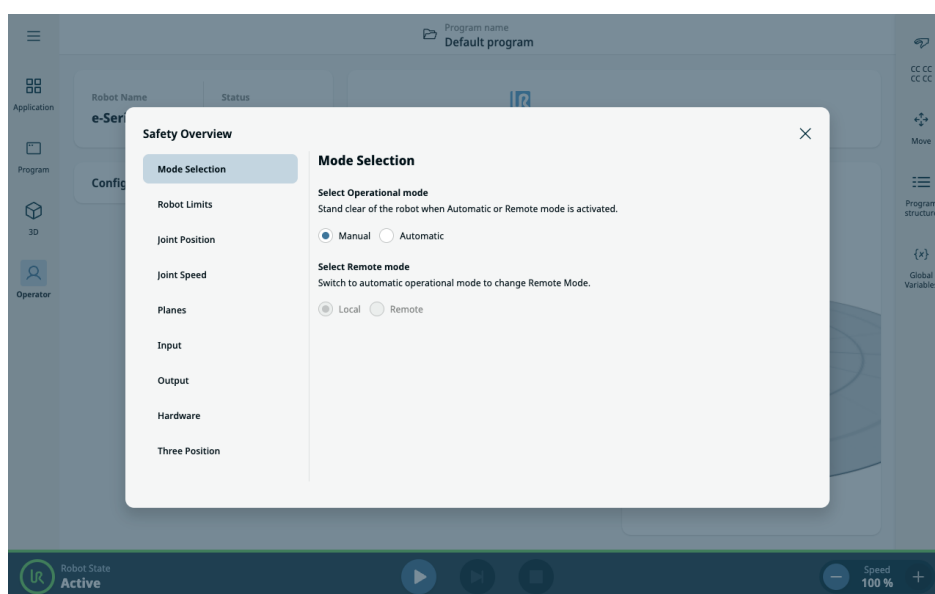 Program name
Default program
Application
Program
3D
Operator
Robot Name
Status
e-Seri
Config
Safety Overview
Mode Selection
Robot Limits
Joint Position
Joint Speed
Planes
Input
Output
Hardware
Three Position
Mode Selection
Select Operational mode
Stand clear of the robot when Automatic or Remote mode is activated.
Manual Automatic
Select Remote mode
Switch to automatic operational mode to change Remote Mode.
Local Remote
CC CC
CC CC
Move
Program
structure
{x}
Global
Variables
UR
Robot State
Active
Speed
100 %